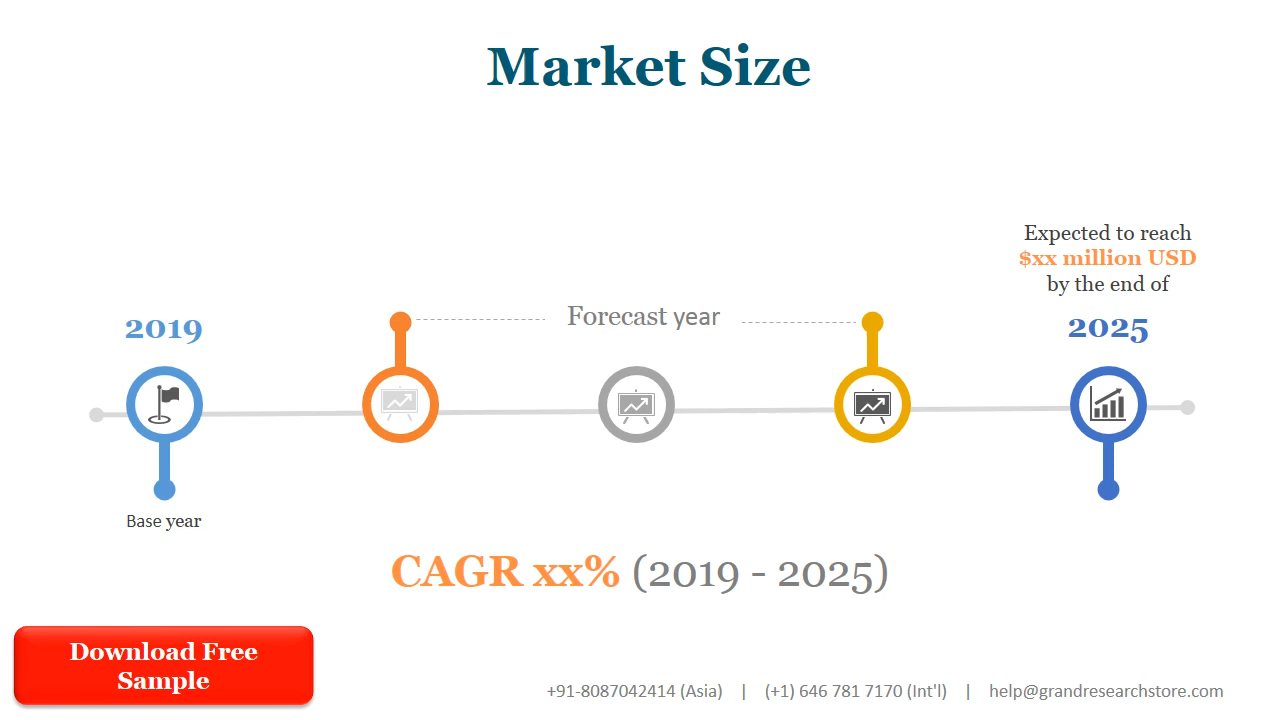 Market Size
Expected to reach
$xx million USD
by the end of
2019
Forecast year
2025
Base year
CAGR xx% (2019 - 2025)
Download Free
Sample
+91-8087042414 (Asia) | (+1) 646 781 7170 (Int'l) | help@grandresearchstore.com